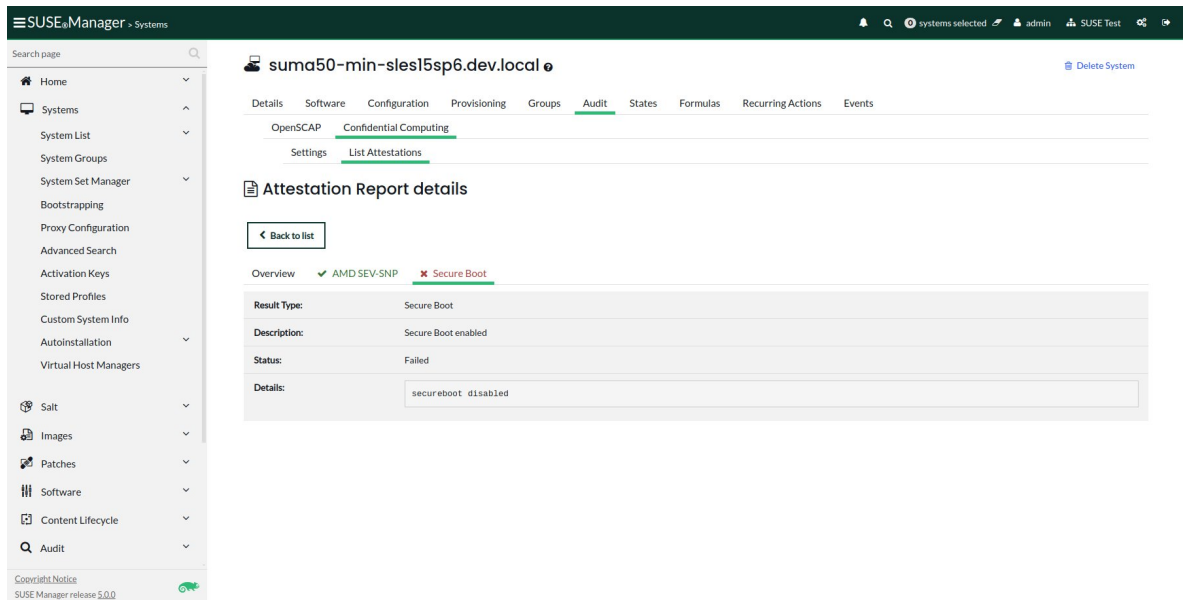 SUSE®Manager > Systems
0 systems selected admin SUSE Test
Search page
Home
Systems
System List
System Groups
System Set Manager
Bootstrapping
Proxy Configuration
Advanced Search
Activation Keys
Stored Profiles
Custom System Info
Autoinstallation
Virtual Host Managers
Salt
Images
Patches
Software
Content Lifecycle
Audit
Copyright Notice
SUSE Manager release 5.0.0
suma50-min-sles15sp6.dev.local
Delete System
Details Software Configuration Provisioning Groups Audit States Formulas Recurring Actions Events
OpenSCAP Confidential Computing
Settings List Attestations
Attestation Report details
Back to list
Overview AMD SEV-SNP Secure Boot
Result Type: Secure Boot
Description: Secure Boot enabled
Status: Failed
Details: secureboot disabled